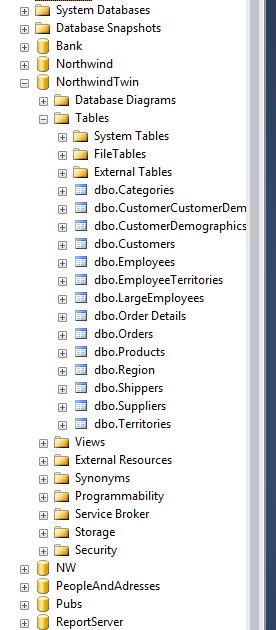 System Databases
Database Snapshots
Bank
Northwind
NorthwindTwin
Database Diagrams
Tables
System Tables
FileTables
External Tables
dbo.Categories
dbo.CustomerCustomerDem
dbo.CustomerDemographics
dbo.Customers
dbo.Employees
dbo.EmployeeTerritories
dbo.LargeEmployees
dbo.Order Details
dbo.Orders
dbo.Products
dbo.Region
dbo.Shippers
dbo.Suppliers
dbo.Territories
Views
External Resources
Synonyms
Programmability
Service Broker
Storage
Security
NW
PeopleAndAdresses
Pubs
ReportServer